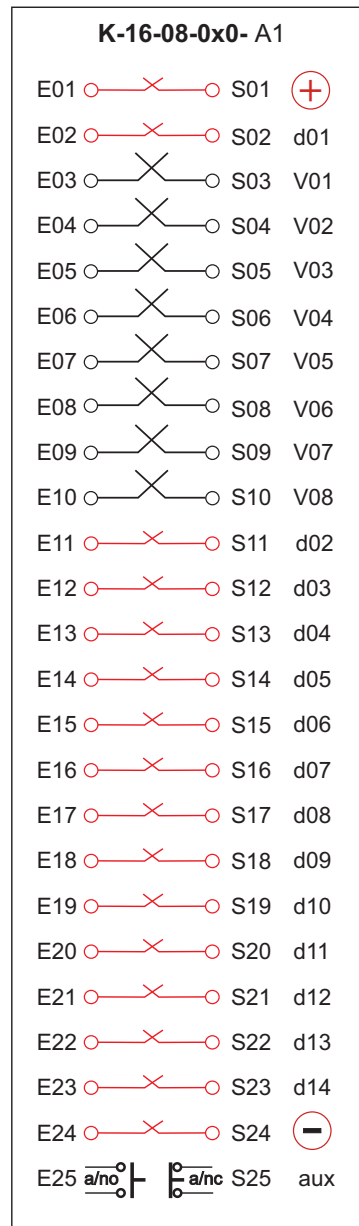 K-16-08-0x0- A1
E01 S01 +
E02 S02 d01
E03 S03 V01
E04 S04 V02
E05 S05 V03
E06 S06 V04
E07 S07 V05
E08 S08 V06
E09 S09 V07
E10 S10 V08
E11 S11 d02
E12 S12 d03
E13 S13 d04
E14 S14 d05
E15 S15 d06
E16 S16 d07
E17 S17 d08
E18 S18 d09
E19 S19 d10
E20 S20 d11
E21 S21 d12
E22 S22 d13
E23 S23 d14
E24 S24 −
E25 a/no a/nc S25 aux